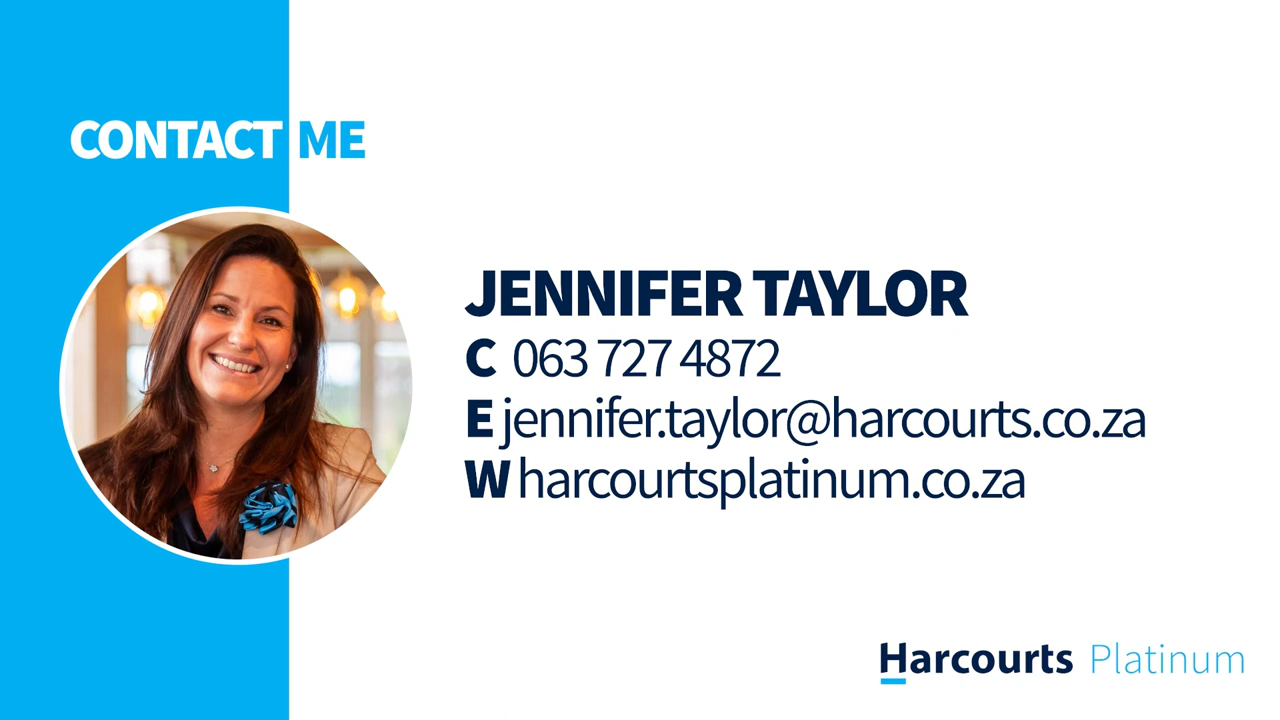 CONTACT ME
JENNIFER TAYLOR
C 063 727 4872
E jennifer.taylor@harcourts.co.za
W harcourtsplatinum.co.za
Harcourts Platinum